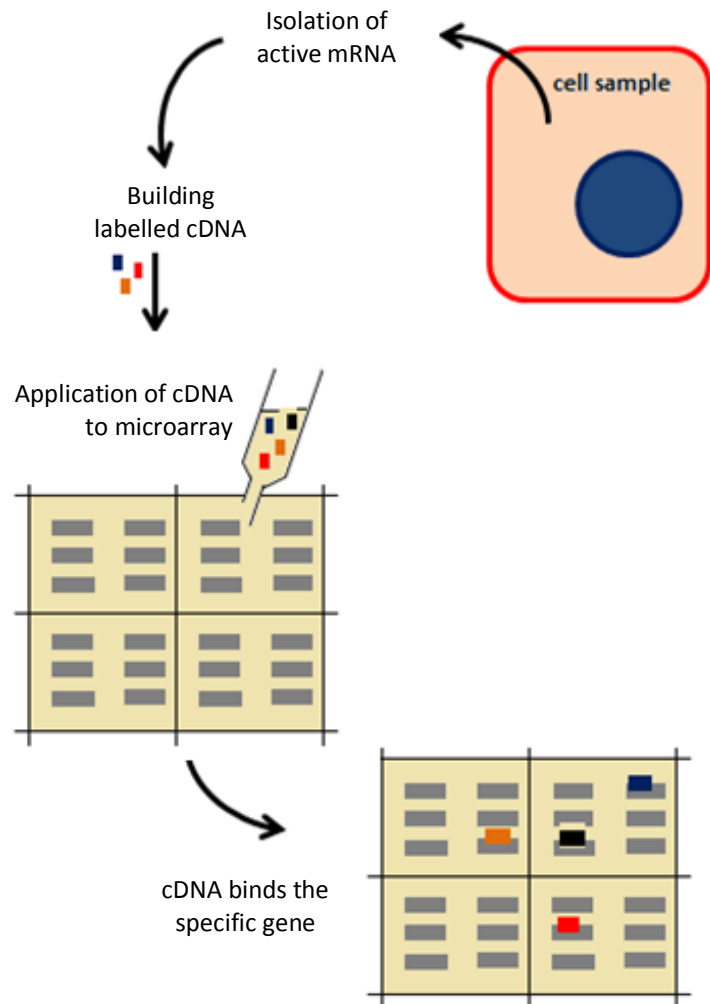 Isolation of
active mRNA
cell sample
Building
labelled cDNA
Application of cDNA
to microarray
cDNA binds the
specific gene